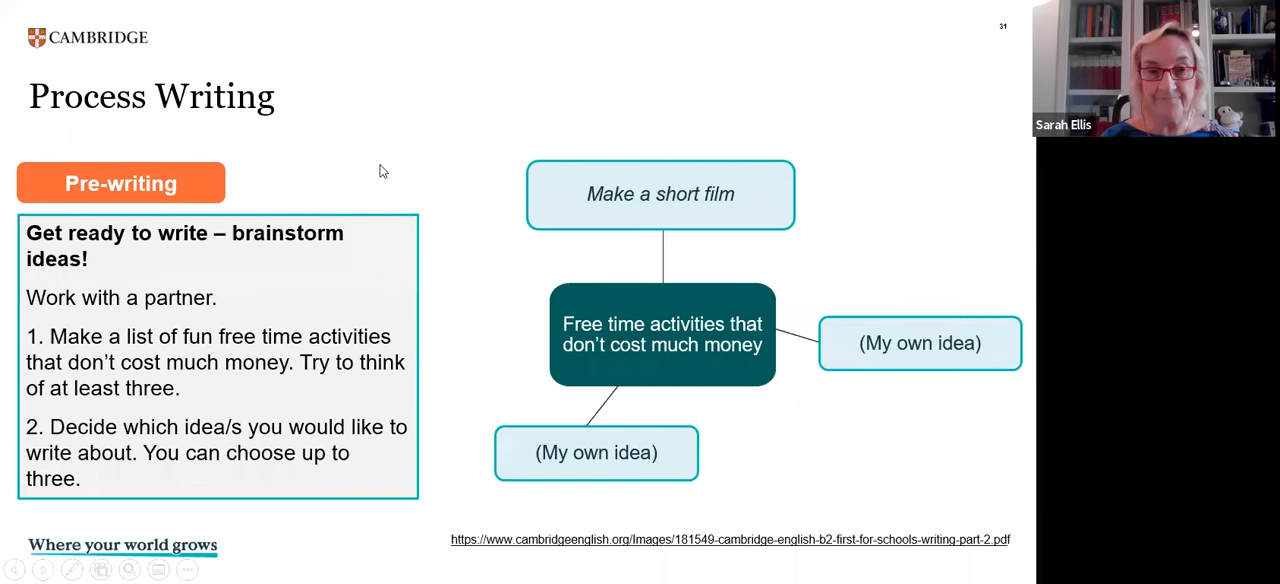 31
CAMBRIDGE
Process Writing
Sarah Ellis
Pre-writing
Get ready to write – brainstorm
ideas!
Work with a partner.
1. Make a list of fun free time activities
that don’t cost much money. Try to think
of at least three.
2. Decide which idea/s you would like to
write about. You can choose up to
three.
Make a short film
Free time activities that
don’t cost much money
(My own idea)
(My own idea)
Where your world grows
https://www.cambridgeenglish.org/Images/181549-cambridge-english-b2-first-for-schools-writing-part-2.pdf